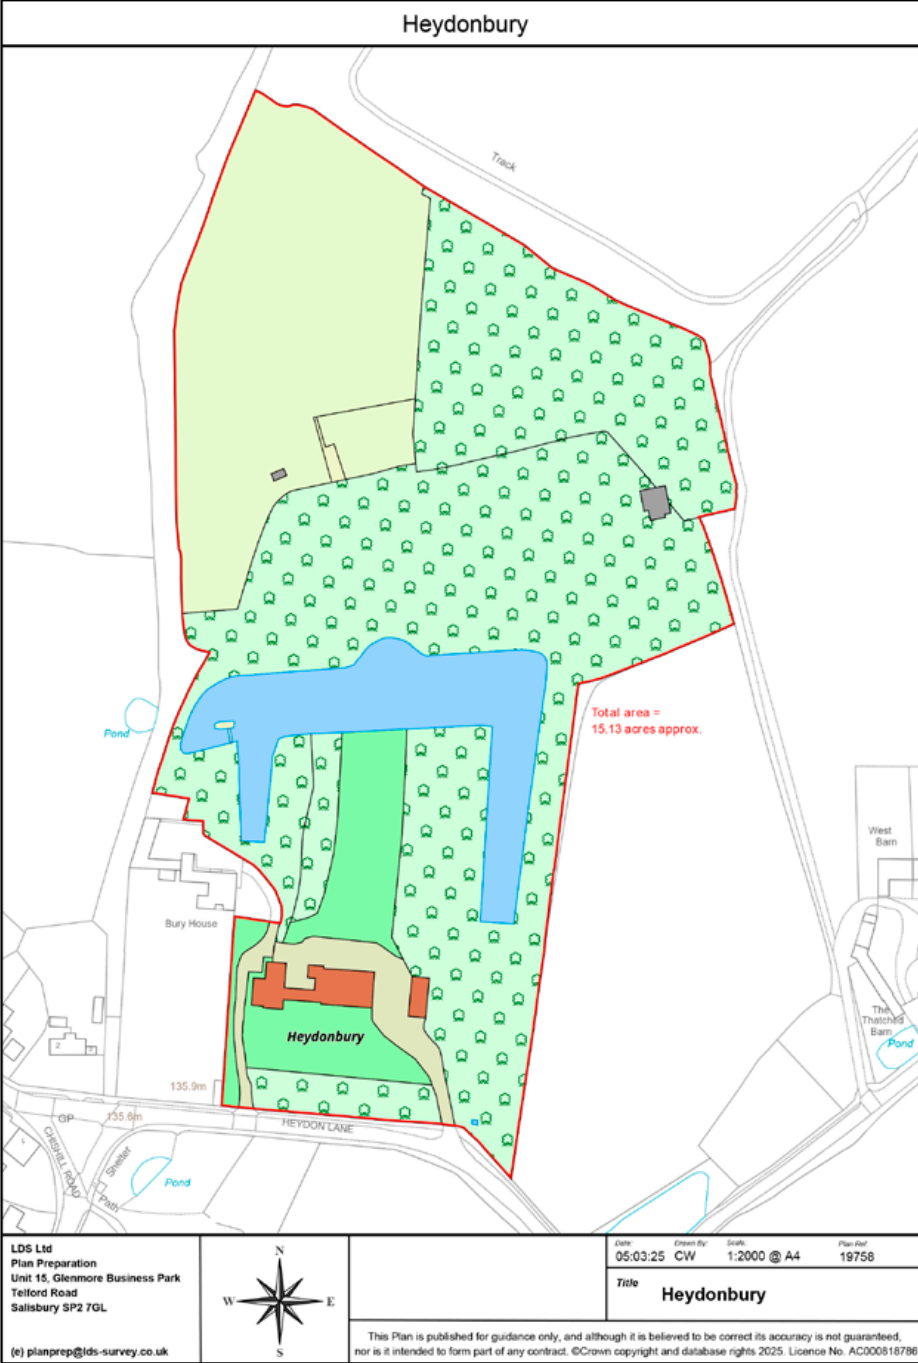 Heydonbury
Track
Total area =
15.13 acres approx.
Pond
West
Barn
Bury House
The
Thatched
Barn
Pond
Heydonbury
2
135.9m
GP
135.6m
HEYDON LANE
CHISHILL ROAD
Shelter
Path
Pond
LDS Ltd
Plan Preparation
Unit 15, Glenmore Business Park
Telford Road
Salisbury SP2 7GL
(e) planprep@lds-survey.co.uk
N
W E
S
Date: Drawn By: Scale: Plan Ref:
05:03:25 CW 1:2000 @ A4 19758
Title
Heydonbury
This Plan is published for guidance only, and although it is believed to be correct its accuracy is not guaranteed,
nor is it intended to form part of any contract. ©Crown copyright and database rights 2025. Licence No. AC000818786